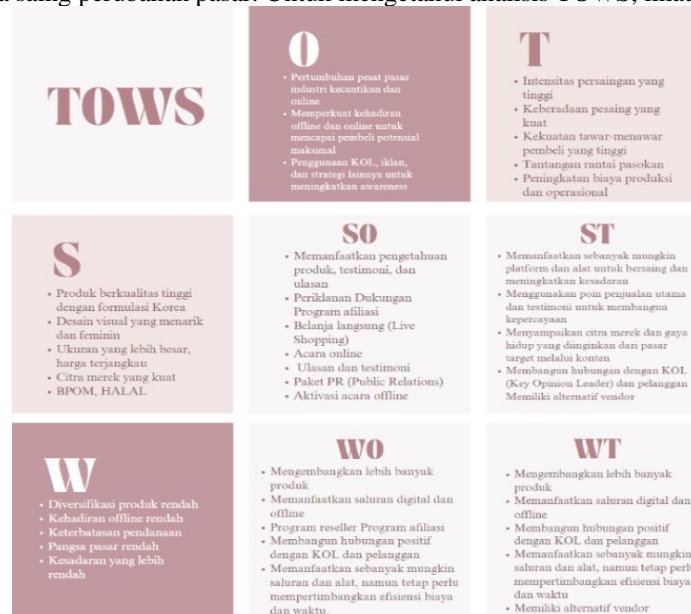 a saing perubahan pasar. Untuk mengetahui analisis TOWS, lihat
TOWS
O
• Pertumbuhan pesat pasar
industri kecantikan dan
online
• Memperkuat kehadiran
offline dan online untuk
mencapai pembeli potensial
maksimal
• Penggunaan KOL, iklan,
dan strategi lainnya untuk
meningkatkan awareness
T
• Intensitas persaingan yang
tinggi
• Keberadaan pesaing yang
kuat
• Kekuatan tawar-menawar
pembeli yang tinggi
• Tantangan rantai pasokan
• Peningkatan biaya produksi
dan operasional
S
• Produk berkualitas tinggi
dengan formulasi Korea
• Desain visual yang menarik
dan feminin
• Ukuran yang lebih besar,
harga terjangkau
• Citra merek yang kuat
• BPOM, HALAL
SO
• Memanfaatkan pengetahuan
produk, testimoni, dan
ulasan
• Periklanan Dukungan
Program afiliasi
• Belanja langsung (Live
Shopping)
• Acara online
• Ulasan dan testimoni
• Paket PR (Public Relations)
• Aktivasi acara offline
ST
• Memanfaatkan sebanyak mungkin
platform dan alat untuk bersaing dan
meningkatkan kesadaran
• Menggunakan poin penjualan utama
dan testimoni untuk membangun
kepercayaan
• Menyampaikan citra merek dan gaya
hidup yang diinginkan dari pasar
target melalui konten
• Membangun hubungan dengan KOL
(Key Opinion Leader) dan pelanggan
Memiliki alternatif vendor
W
• Diversifikasi produk rendah
• Kehadiran offline rendah
• Keterbatasan pendanaan
• Pangsa pasar rendah
• Kesadaran yang lebih
rendah
WO
• Mengembangkan lebih banyak
produk
• Memanfaatkan saluran digital dan
offline
• Program reseller Program afiliasi
• Membangun hubungan positif
dengan KOL dan pelanggan
• Memanfaatkan sebanyak mungkin
saluran dan alat, namun tetap perlu
mempertimbangkan efisiensi biaya
dan waktu.
WT
• Mengembangkan lebih banyak
produk
• Memanfaatkan saluran digital dan
offline
• Membangun hubungan positif
dengan KOL dan pelanggan
• Memanfaatkan sebanyak mungkin
saluran dan alat, namun tetap perlu
mempertimbangkan efisiensi biaya
dan waktu
• Memiliki alternatif vendor